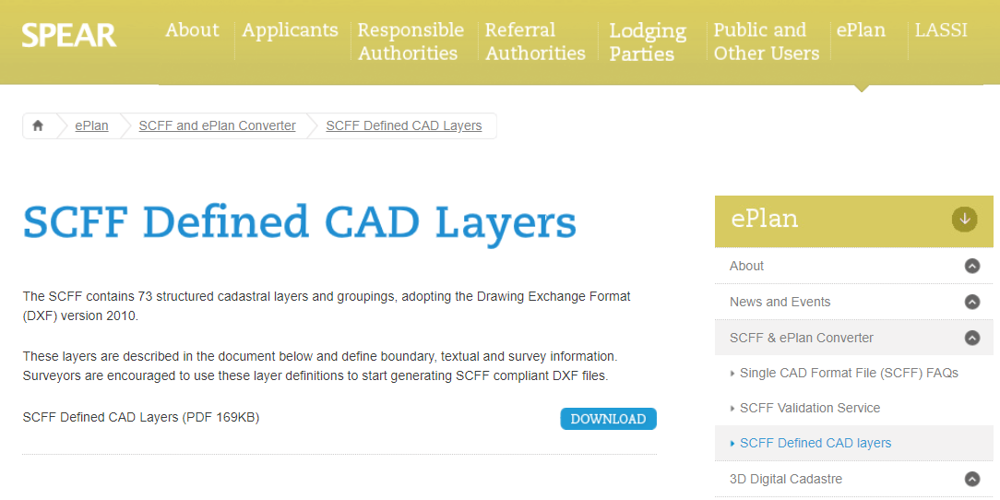 SPEAR
About
Applicants
Responsible
Authorities
Referral
Authorities
Lodging
Parties
Public and
Other Users
ePlan
LASSI
ePlan
SCFF and ePlan Converter
SCFF Defined CAD Layers
SCFF Defined CAD Layers
The SCFF contains 73 structured cadastral layers and groupings, adopting the Drawing Exchange Format
(DXF) version 2010.
These layers are described in the document below and define boundary, textual and survey information.
Surveyors are encouraged to use these layer definitions to start generating SCFF compliant DXF files.
SCFF Defined CAD Layers (PDF 169KB)
DOWNLOAD
ePlan
About
News and Events
SCFF & ePlan Converter
Single CAD Format File (SCFF) FAQs
SCFF Validation Service
SCFF Defined CAD layers
3D Digital Cadastre